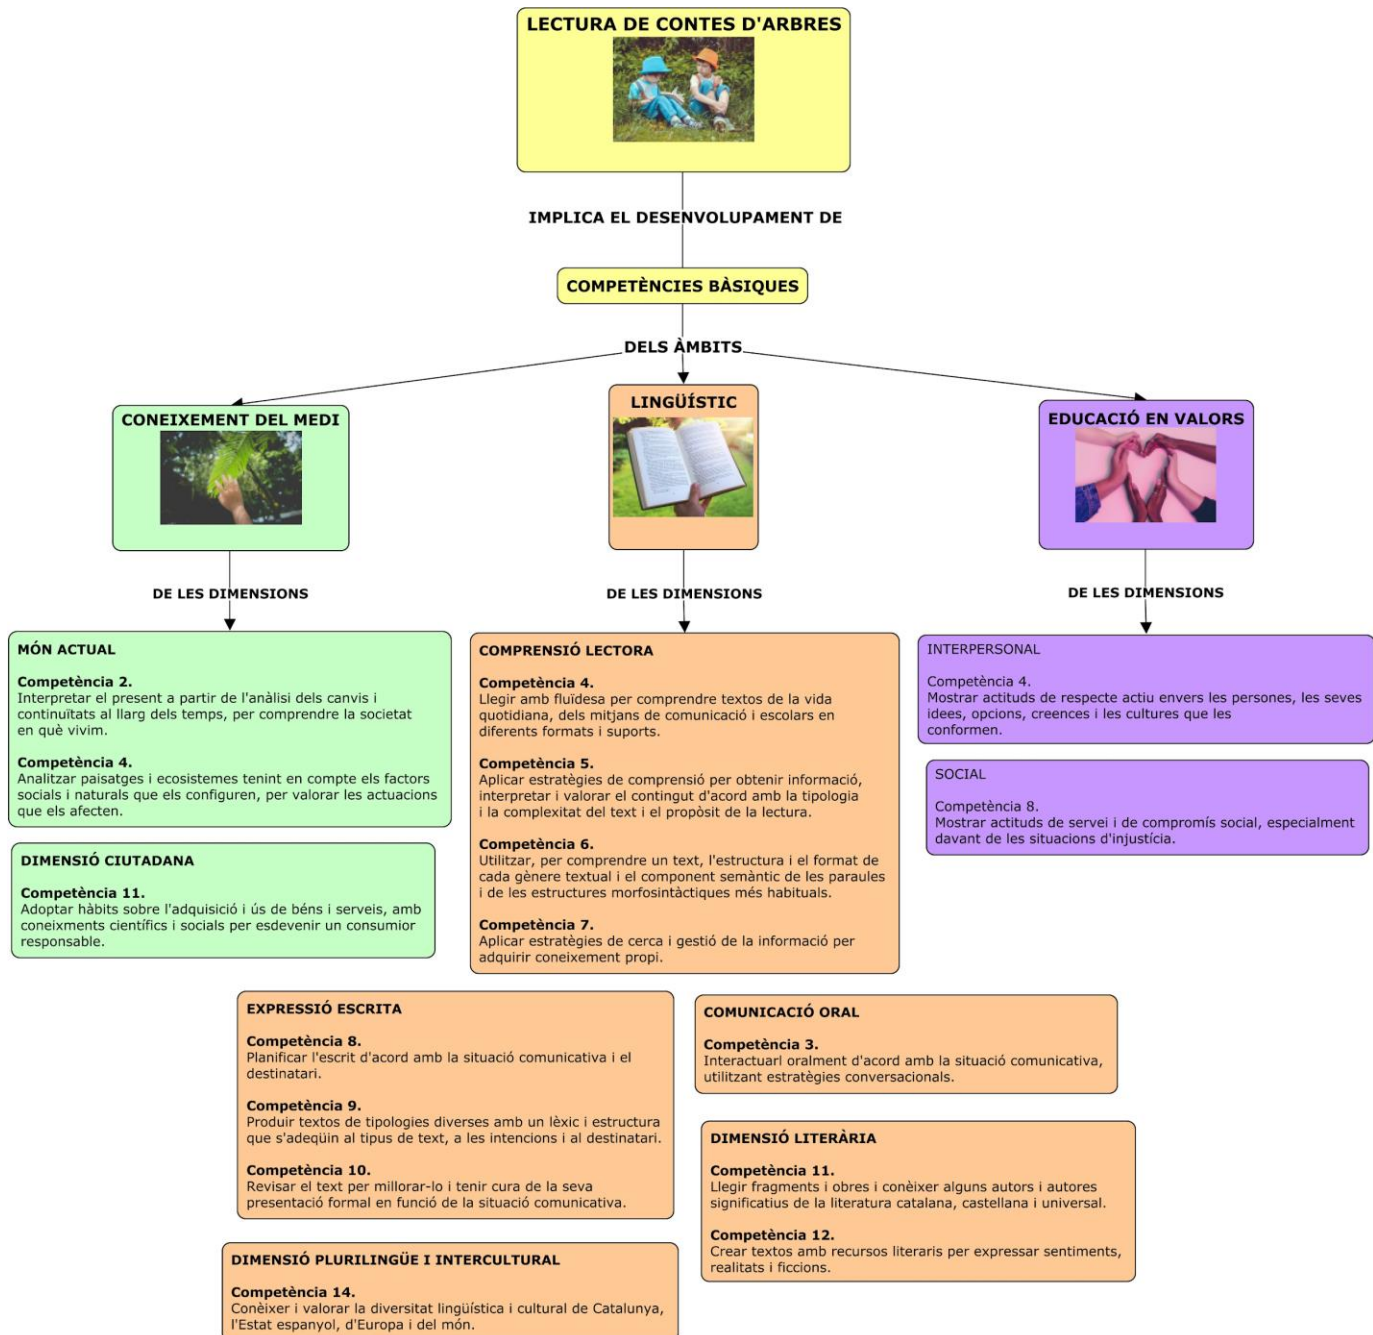 LECTURA DE CONTES D'ARBRES
IMPLICA EL DESENVOLUPAMENT DE
COMPETÈNCIES BÀSIQUES
DELS ÀMBITS
CONEIXEMENT DEL MEDI
LINGÜÍSTIC
EDUCACIÓ EN VALORS
DE LES DIMENSIONS
DE LES DIMENSIONS
DE LES DIMENSIONS
MÓN ACTUAL
Competència 2.
Interpretar el present a partir de l'anàlisi dels canvis i
continuïtats al llarg dels temps, per comprendre la societat
en què vivim.
Competència 4.
Analitzar paisatges i ecosistemes tenint en compte els factors
socials i naturals que els configuren, per valorar les actuacions
que els afecten.
DIMENSIÓ CIUTADANA
Competència 11.
Adoptar hàbits sobre l'adquisició i ús de béns i serveis, amb
coneixments científics i socials per esdevenir un consumior
responsable.
COMPRENSIÓ LECTORA
Competència 4.
Llegir amb fluïdesa per comprendre textos de la vida
quotidiana, dels mitjans de comunicació i escolars en
diferents formats i suports.
Competència 5.
Aplicar estratègies de comprensió per obtenir informació,
interpretar i valorar el contingut d'acord amb la tipologia
i la complexitat del text i el propòsit de la lectura.
Competència 6.
Utilitzar, per comprendre un text, l'estructura i el format de
cada gènere textual i el component semàntic de les paraules
i de les estructures morfosintàctiques més habituals.
Competència 7.
Aplicar estratègies de cerca i gestió de la informació per
adquirir coneixement propi.
INTERPERSONAL
Competència 4.
Mostrar actituds de respecte actiu envers les persones, les seves
idees, opcions, creences i les cultures que les
conformen.
SOCIAL
Competència 8.
Mostrar actituds de servei i de compromís social, especialment
davant de les situacions d'injustícia.
EXPRESSIÓ ESCRITA
Competència 8.
Planificar l'escrit d'acord amb la situació comunicativa i el
destinatari.
Competència 9.
Produir textos de tipologies diverses amb un lèxic i estructura
que s'adeqüin al tipus de text, a les intencions i al destinatari.
Competència 10.
Revisar el text per millorar-lo i tenir cura de la seva
presentació formal en funció de la situació comunicativa.
COMUNICACIÓ ORAL
Competència 3.
Interactuarl oralment d'acord amb la situació comunicativa,
utilitzant estratègies conversacionals.
DIMENSIÓ LITERÀRIA
Competència 11.
Llegir fragments i obres i conèixer alguns autors i autores
significatius de la literatura catalana, castellana i universal.
Competència 12.
Crear textos amb recursos literaris per expressar sentiments,
realitats i ficcions.
DIMENSIÓ PLURILINGÜE I INTERCULTURAL
Competència 14.
Conèixer i valorar la diversitat lingüística i cultural de Catalunya,
l'Estat espanyol, d'Europa i del món.